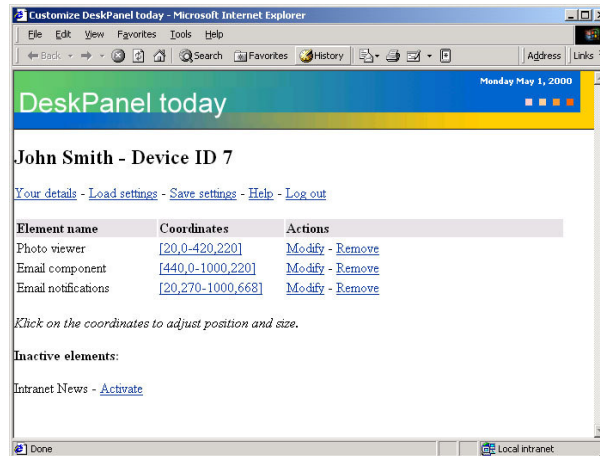 Customize DeskPanel today - Microsoft Internet Explorer
File Edit View Favorites Tools Help
Back Search Favorites History Address Links
Monday May 1, 2000
DeskPanel today
John Smith - Device ID 7
Your details - Load settings - Save settings - Help - Log out
Element name Coordinates Actions
Photo viewer [20,0-420,220] Modify - Remove
Email component [440,0-1000,220] Modify - Remove
Email notifications [20,270-1000,668] Modify - Remove
Klick on the coordinates to adjust position and size.
Inactive elements:
Intranet News - Activate
Done Local intranet